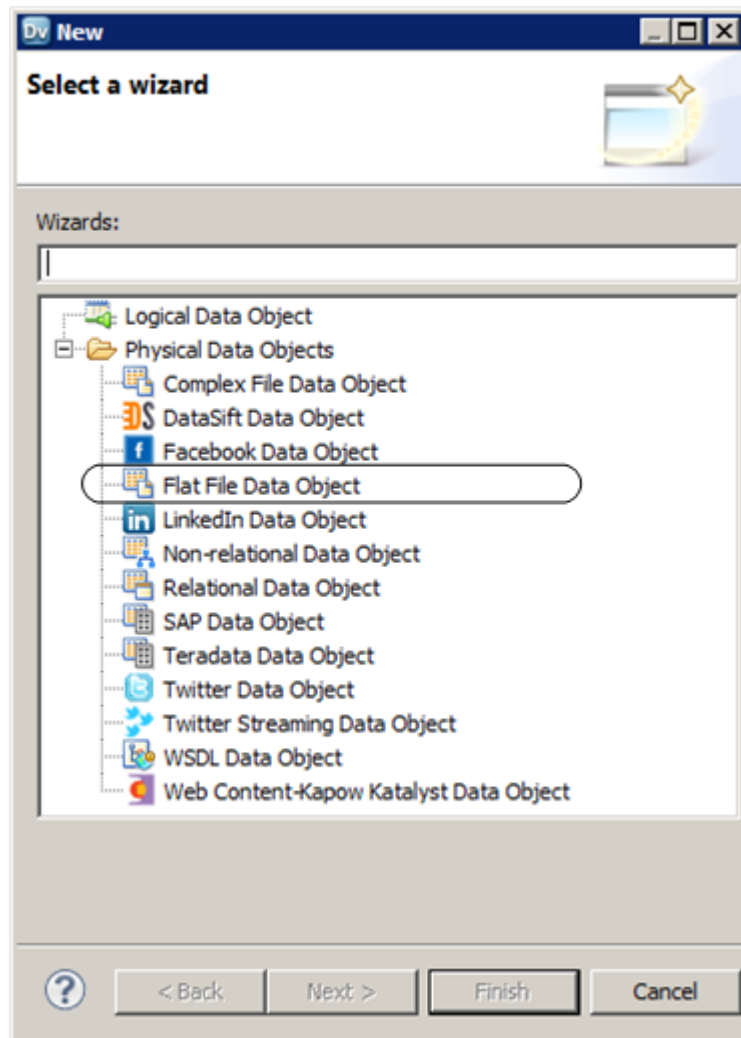 Dv New
Select a wizard
Wizards:
Logical Data Object
Physical Data Objects
Complex File Data Object
DS DataSift Data Object
f Facebook Data Object
Flat File Data Object
in LinkedIn Data Object
Non-relational Data Object
Relational Data Object
SAP Data Object
Teradata Data Object
Twitter Data Object
Twitter Streaming Data Object
WSDL Data Object
Web Content-Kapow Katalyst Data Object
? < Back Next > Finish Cancel